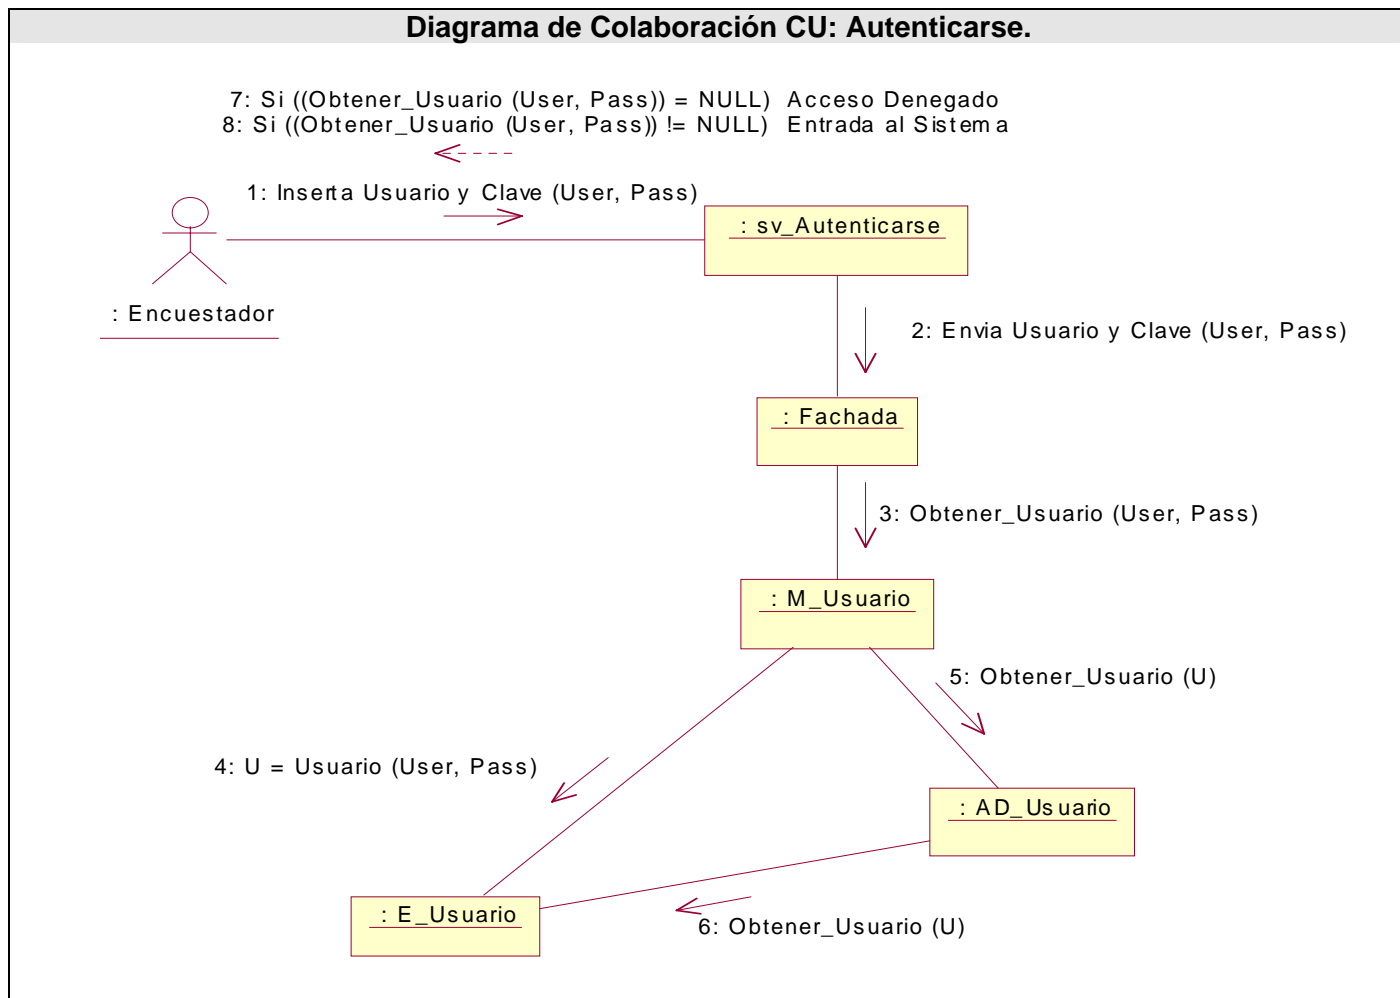 Diagrama de Colaboración CU: Autenticarse.
7: Si ((Obtener_Usuario (User, Pass)) = NULL) Acceso Denegado
8: Si ((Obtener_Usuario (User, Pass)) != NULL) Entrada al Sistema
1: Inserta Usuario y Clave (User, Pass)
: sv_Autenticarse
: Encuestador
2: Envia Usuario y Clave (User, Pass)
: Fachada
3: Obtener_Usuario (User, Pass)
: M_Usuario
5: Obtener_Usuario (U)
4: U = Usuario (User, Pass)
: AD_Usuario
: E_Usuario
6: Obtener_Usuario (U)